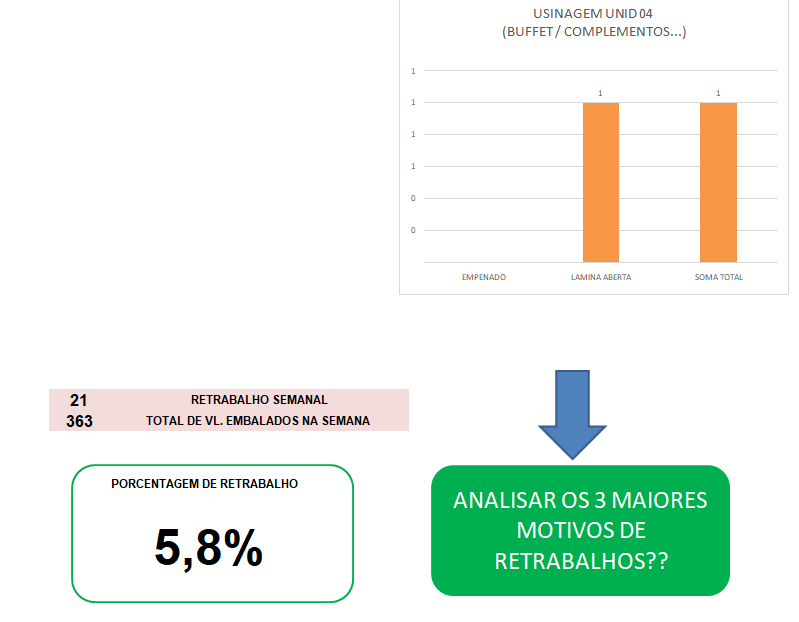 USINAGEM UNID 04
(BUFFET / COMPLEMENTOS...)
1
1
1
1
0
0
1
1
EMPENADO LAMINA ABERTA SOMA TOTAL
21 RETRABALHO SEMANAL
363 TOTAL DE VL. EMBALADOS NA SEMANA
PORCENTAGEM DE RETRABALHO
5,8%
ANALISAR OS 3 MAIORES
MOTIVOS DE
RETRABALHOS??